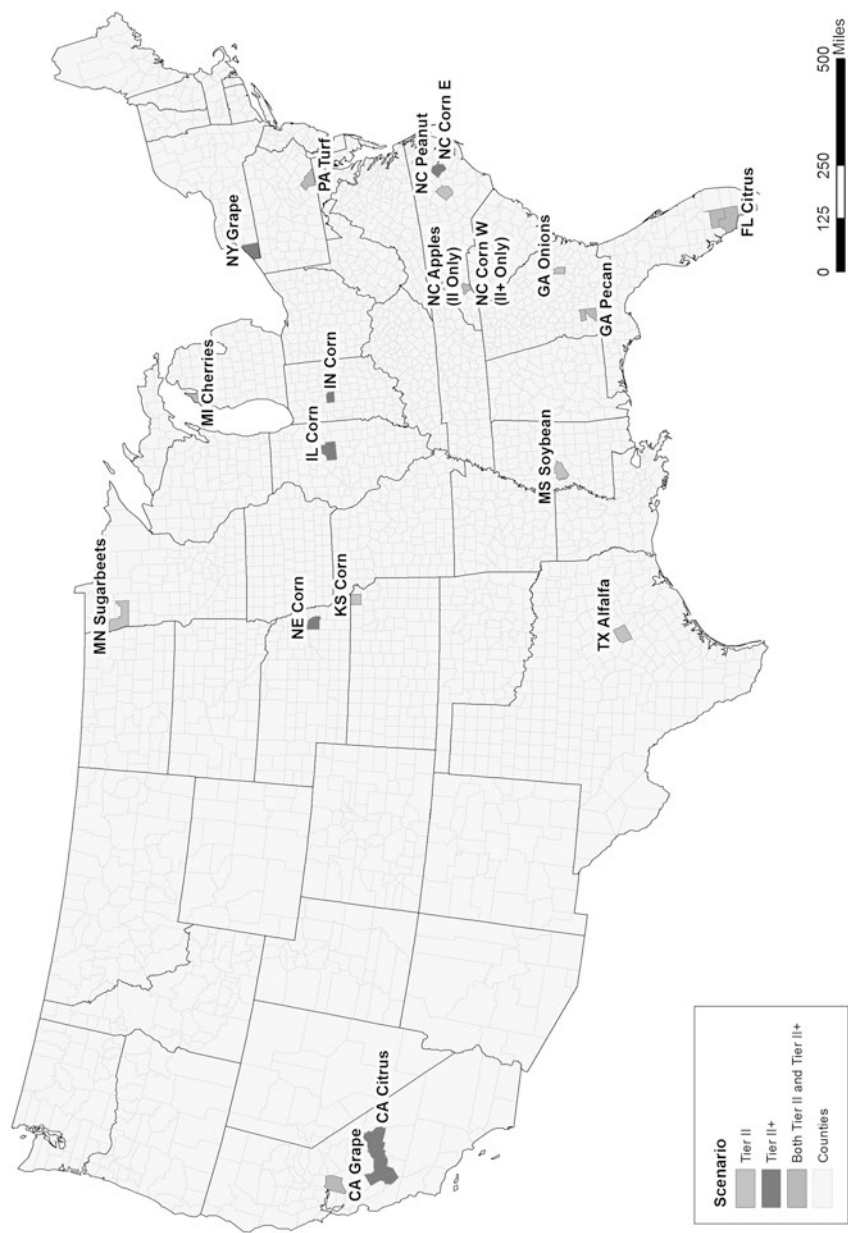 MN Sugarbeets
MI Cherries
NY Grape
PA Turf
NE Corn
KS Corn
IL Corn
IN Corn
NC Peanut
NC Corn E
NC Apples
(II Only)
NC Corn W
(II+ Only)
GA Onions
GA Pecan
FL Citrus
MS Soybean
TX Alfalfa
CA Grape
CA Citrus
Scenario
Tier II
Tier II+
Both Tier II and Tier II+
Counties
0 125 250 500
Miles